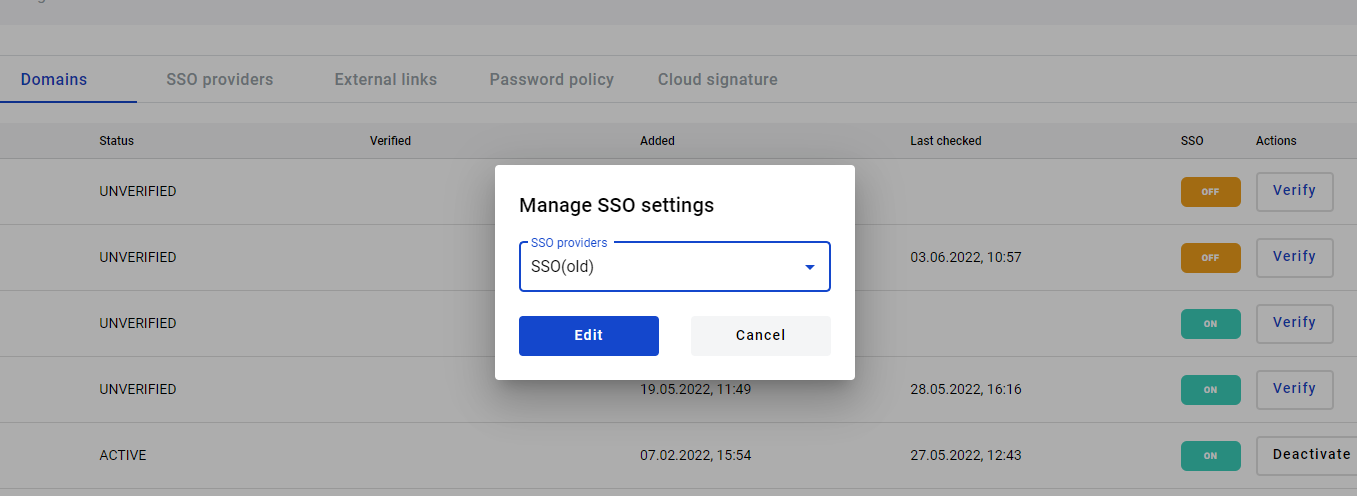 Domains SSO providers External links Password policy Cloud signature
Status Verified Added Last checked SSO Actions
UNVERIFIED OFF Verify
Manage SSO settings
SSO providers
SSO(old)
UNVERIFIED 03.06.2022, 10:57 OFF Verify
UNVERIFIED ON Verify
Edit Cancel
UNVERIFIED 19.05.2022, 11:49 28.05.2022, 16:16 ON Verify
ACTIVE 07.02.2022, 15:54 27.05.2022, 12:43 ON Deactivate